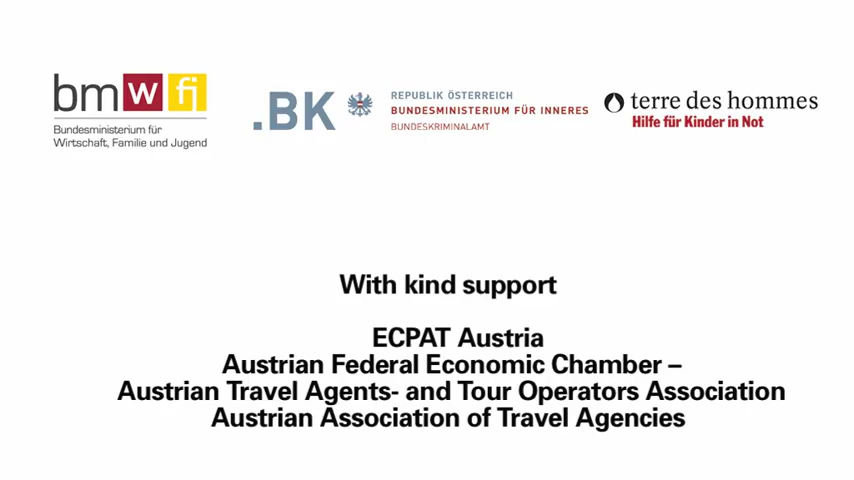 bmwfj
Bundesministerium für
Wirtschaft, Familie und Jugend
.BK
REPUBLIK ÖSTERREICH
BUNDESMINISTERIUM FÜR INNERES
BUNDESKRIMINALAMT
terre des hommes
Hilfe für Kinder in Not
With kind support
ECPAT Austria
Austrian Federal Economic Chamber –
Austrian Travel Agents- and Tour Operators Association
Austrian Association of Travel Agencies